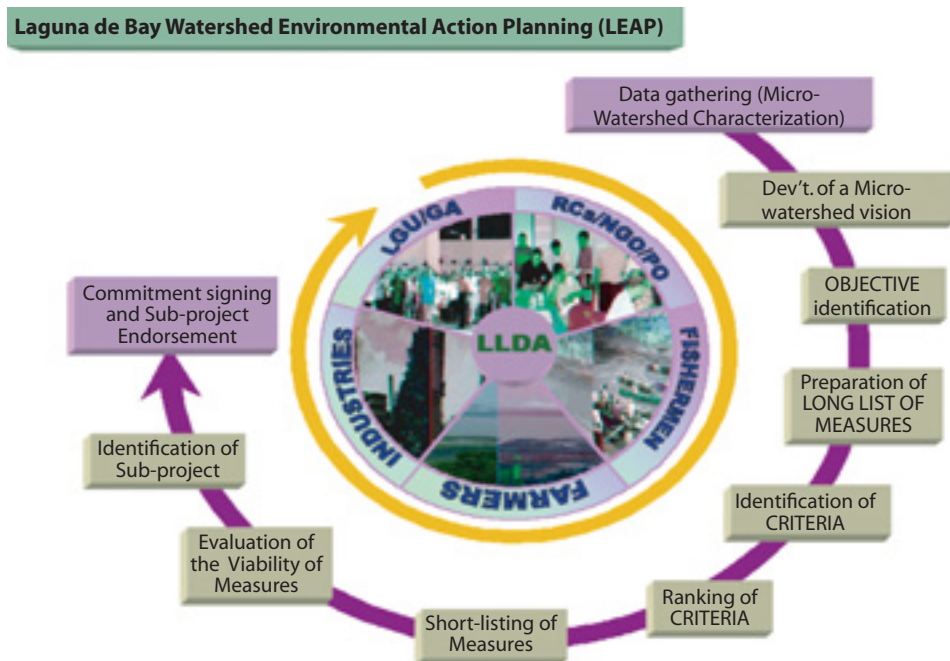 Laguna de Bay Watershed Environmental Action Planning (LEAP)
Data gathering (Micro-
Watershed Characterization)
Dev't. of a Micro-
watershed vision
OBJECTIVE
identification
Preparation of
LONG LIST OF
MEASURES
Identification of
CRITERIA
Ranking of
CRITERIA
Short-listing of
Measures
Evaluation of
the Viability of
Measures
Identification of
Sub-project
Commitment signing
and Sub-project
Endorsement
LGU/GA
RCs/NGO/PO
FISHERMEN
FARMERS
INDUSTRIES
LLDA